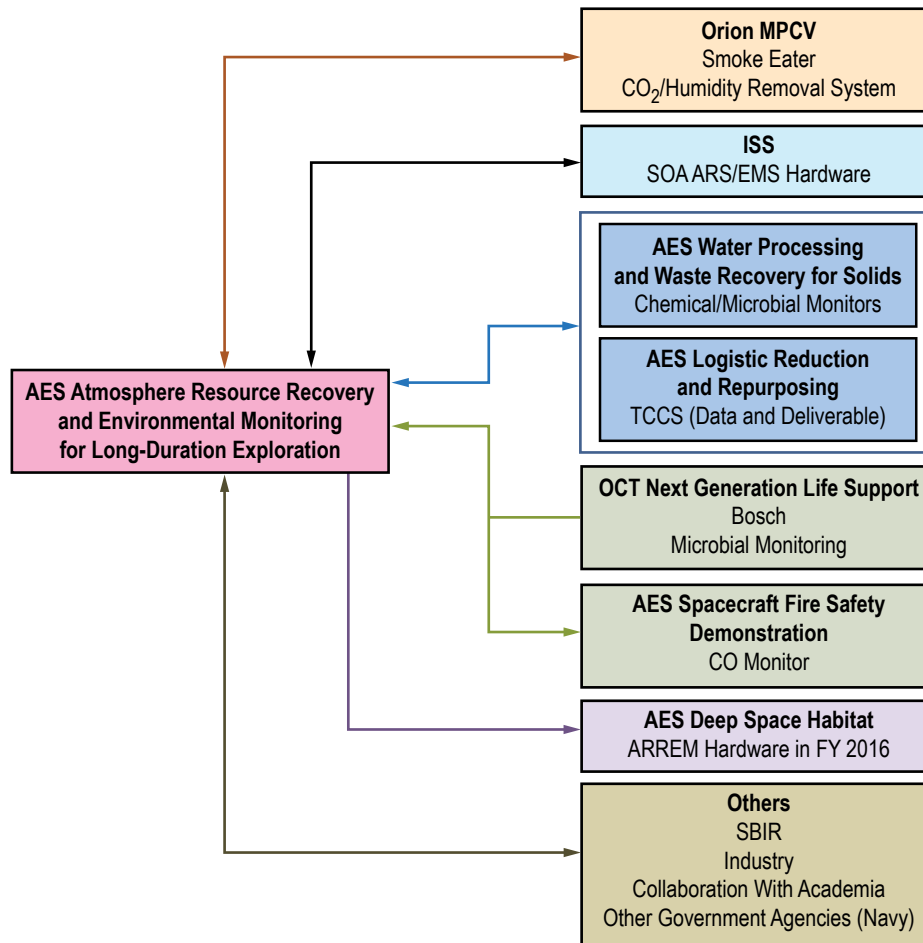 Orion MPCV
Smoke Eater
CO2/Humidity Removal System
ISS
SOA ARS/EMS Hardware
AES Water Processing
and Waste Recovery for Solids
Chemical/Microbial Monitors
AES Logistic Reduction
and Repurposing
TCCS (Data and Deliverable)
AES Atmosphere Resource Recovery
and Environmental Monitoring
for Long-Duration Exploration
OCT Next Generation Life Support
Bosch
Microbial Monitoring
AES Spacecraft Fire Safety
Demonstration
CO Monitor
AES Deep Space Habitat
ARREM Hardware in FY 2016
Others
SBIR
Industry
Collaboration With Academia
Other Government Agencies (Navy)